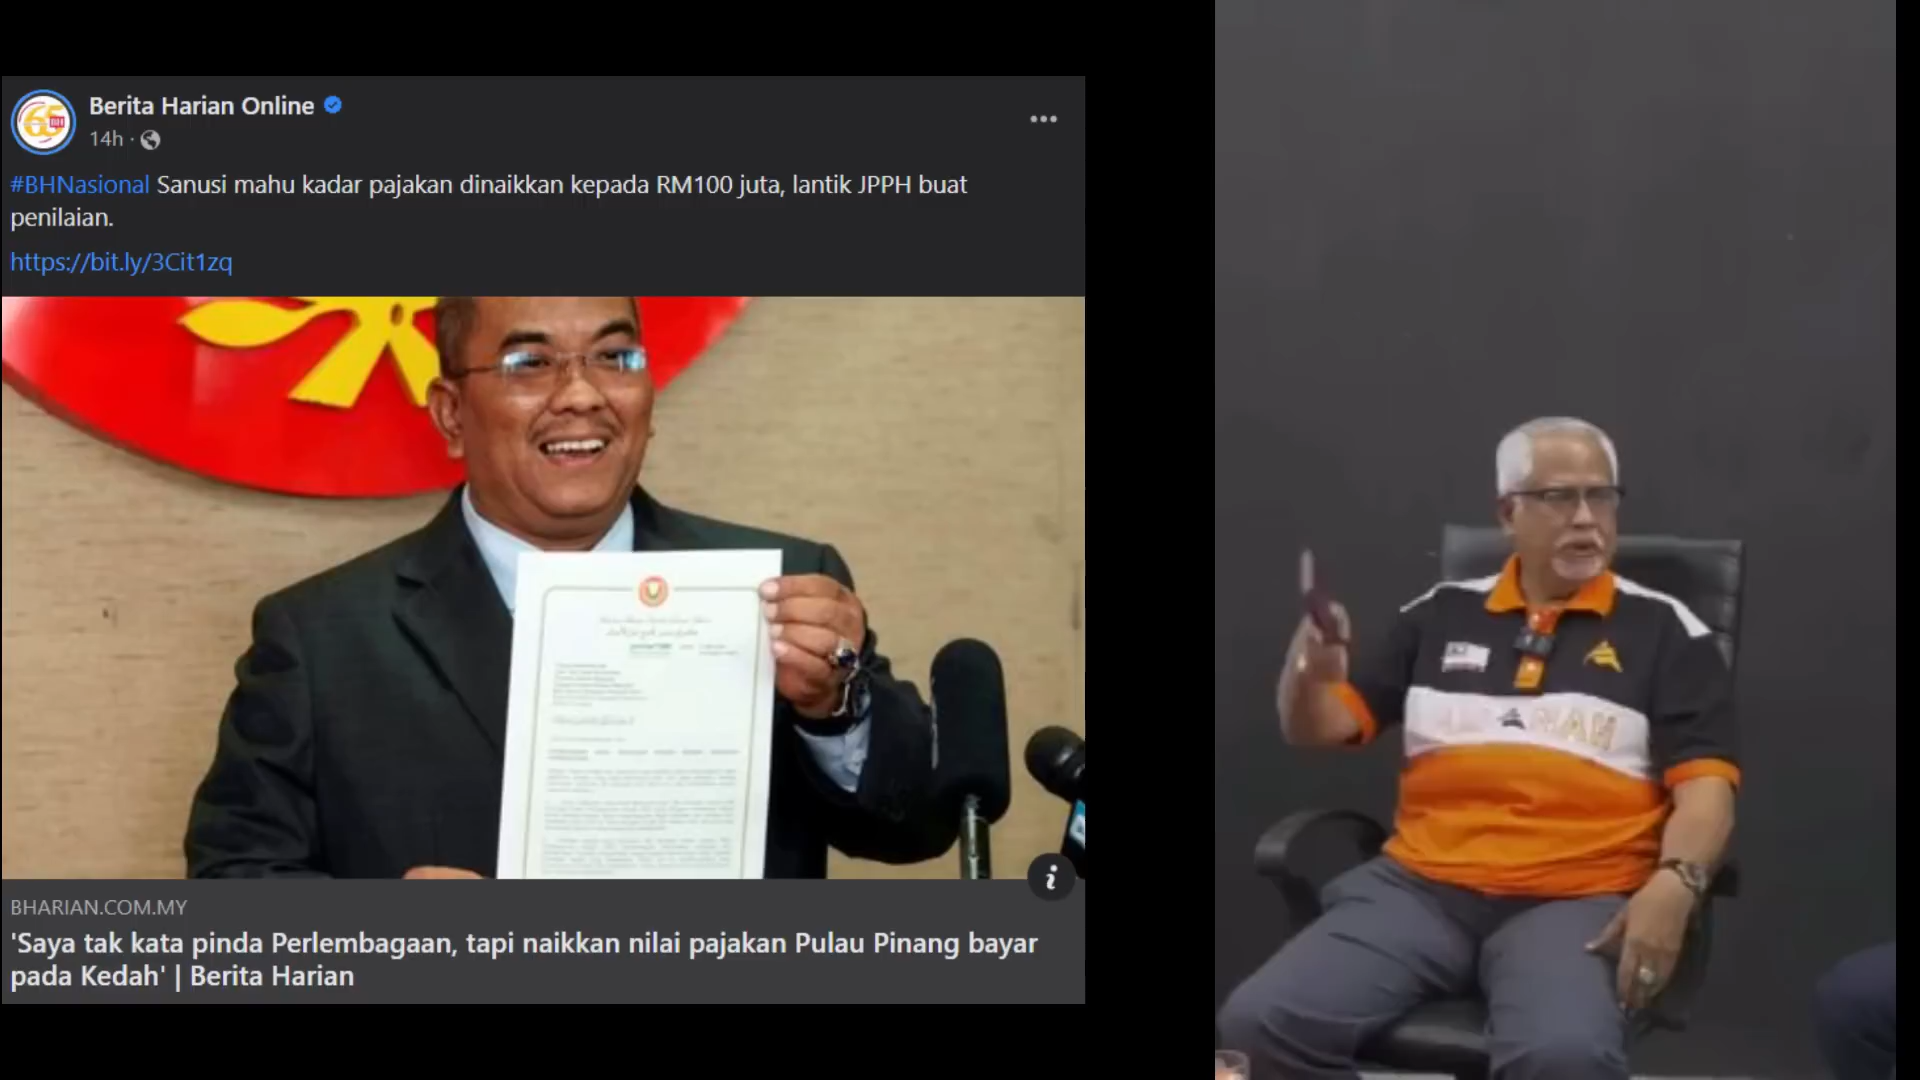 Berita Harian Online
14h ·
#BHNasional Sanusi mahu kadar pajakan dinaikkan kepada RM100 juta, lantik JPPH buat
penilaian.
https://bit.ly/3Cit1zq
BHARIAN.COM.MY
'Saya tak kata pinda Perlembagaan, tapi naikkan nilai pajakan Pulau Pinang bayar
pada Kedah' | Berita Harian